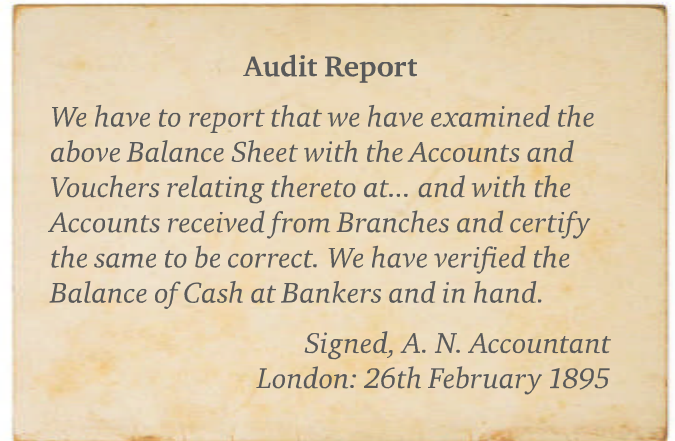 Audit Report
We have to report that we have examined the
above Balance Sheet with the Accounts and
Vouchers relating thereto at... and with the
Accounts received from Branches and certify
the same to be correct. We have verified the
Balance of Cash at Bankers and in hand.
Signed, A. N. Accountant
London: 26th February 1895